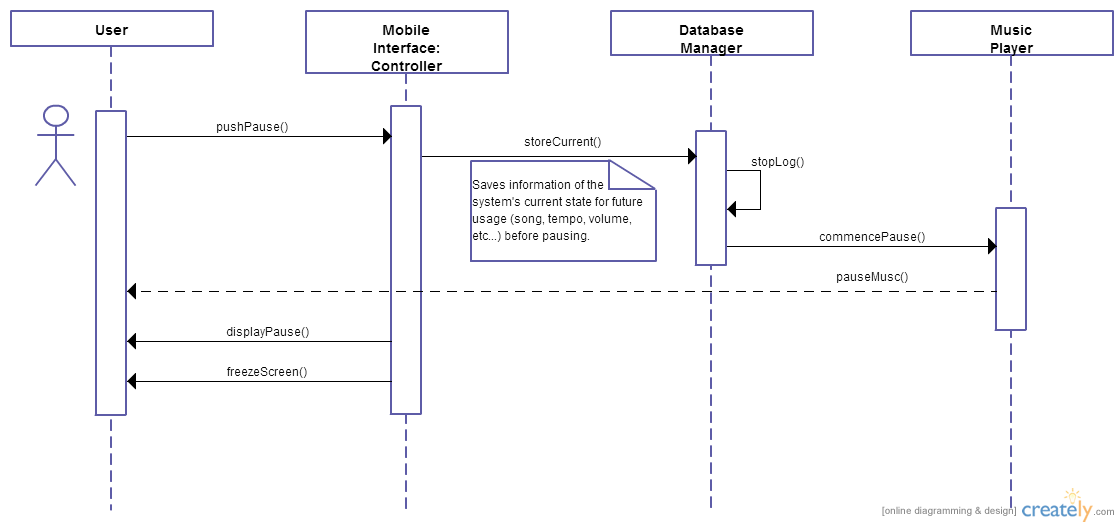 User
Mobile
Interface:
Controller
Database
Manager
Music
Player
pushPause()
storeCurrent()
stopLog()
Saves information of the
system's current state for future
usage (song, tempo, volume,
etc...) before pausing.
commencePause()
pauseMusc()
displayPause()
freezeScreen()
[online diagramming & design] creately.com